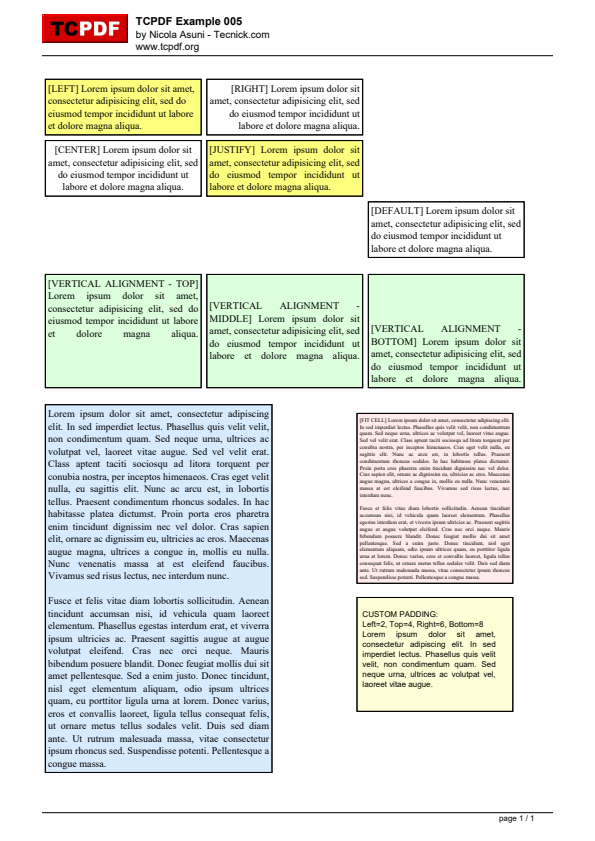 TCPDF
TCPDF Example 005
by Nicola Asuni - Tecnick.com
www.tcpdf.org
[LEFT] Lorem ipsum dolor sit amet,
consectetur adipisicing elit, sed do
eiusmod tempor incididunt ut labore
et dolore magna aliqua.
[RIGHT] Lorem ipsum dolor sit
amet, consectetur adipisicing elit, sed
do eiusmod tempor incididunt ut
labore et dolore magna aliqua.
[CENTER] Lorem ipsum dolor sit
amet, consectetur adipisicing elit, sed
do eiusmod tempor incididunt ut
labore et dolore magna aliqua.
[JUSTIFY] Lorem ipsum dolor sit
amet, consectetur adipisicing elit, sed
do eiusmod tempor incididunt ut
labore et dolore magna aliqua.
[DEFAULT] Lorem ipsum dolor sit
amet, consectetur adipisicing elit, sed
do eiusmod tempor incididunt ut
labore et dolore magna aliqua.
[VERTICAL ALIGNMENT - TOP]
Lorem ipsum dolor sit amet,
consectetur adipisicing elit, sed do
eiusmod tempor incididunt ut labore
et dolore magna aliqua.
[VERTICAL ALIGNMENT -
MIDDLE] Lorem ipsum dolor sit
amet, consectetur adipisicing elit, sed
do eiusmod tempor incididunt ut
labore et dolore magna aliqua.
[VERTICAL ALIGNMENT -
BOTTOM] Lorem ipsum dolor sit
amet, consectetur adipisicing elit, sed
do eiusmod tempor incididunt ut
labore et dolore magna aliqua.
Lorem ipsum dolor sit amet, consectetur adipiscing
elit. In sed imperdiet lectus. Phasellus quis velit velit,
non condimentum quam. Sed neque urna, ultrices ac
volutpat vel, laoreet vitae augue. Sed vel velit erat.
Class aptent taciti sociosqu ad litora torquent per
conubia nostra, per inceptos himenaeos. Cras eget velit
nulla, eu sagittis elit. Nunc ac arcu est, in lobortis
tellus. Praesent condimentum rhoncus sodales. In hac
habitasse platea dictumst. Proin porta eros pharetra
enim tincidunt dignissim nec vel dolor. Cras sapien
elit, ornare ac dignissim eu, ultricies ac eros. Maecenas
augue magna, ultrices a congue in, mollis eu nulla.
Nunc venenatis massa at est eleifend faucibus.
Vivamus sed risus lectus, nec interdum nunc.
Fusce et felis vitae diam lobortis sollicitudin. Aenean
tincidunt accumsan nisi, id vehicula quam laoreet
elementum. Phasellus egestas interdum erat, et viverra
ipsum ultricies ac. Praesent sagittis augue at augue
volutpat eleifend. Cras nec orci neque. Mauris
bibendum posuere blandit. Donec feugiat mollis dui sit
amet pellentesque. Sed a enim justo. Donec tincidunt,
nisl eget elementum aliquam, odio ipsum ultrices
quam, eu porttitor ligula urna at lorem. Donec varius,
eros et convallis laoreet, ligula tellus consequat felis,
ut ornare metus tellus sodales velit. Duis sed diam
ante. Ut rutrum malesuada massa, vitae consectetur
ipsum rhoncus sed. Suspendisse potenti. Pellentesque a
congue massa.
[FIT CELL] Lorem ipsum dolor sit amet, consectetur adipiscing elit.
In sed imperdiet lectus. Phasellus quis velit velit, non condimentum
quam. Sed neque urna, ultrices ac volutpat vel, laoreet vitae augue.
Sed vel velit erat. Class aptent taciti sociosqu ad litora torquent per
conubia nostra, per inceptos himenaeos. Cras eget velit nulla, eu
sagittis elit. Nunc ac arcu est, in lobortis tellus. Praesent
condimentum rhoncus sodales. In hac habitasse platea dictumst.
Proin porta eros pharetra enim tincidunt dignissim nec vel dolor.
Cras sapien elit, ornare ac dignissim eu, ultricies ac eros. Maecenas
augue magna, ultrices a congue in, mollis eu nulla. Nunc venenatis
massa at est eleifend faucibus. Vivamus sed risus lectus, nec
interdum nunc.
Fusce et felis vitae diam lobortis sollicitudin. Aenean tincidunt
accumsan nisi, id vehicula quam laoreet elementum. Phasellus
egestas interdum erat, et viverra ipsum ultricies ac. Praesent sagittis
augue at augue volutpat eleifend. Cras nec orci neque. Mauris
bibendum posuere blandit. Donec feugiat mollis dui sit amet
pellentesque. Sed a enim justo. Donec tincidunt, nisl eget
elementum aliquam, odio ipsum ultrices quam, eu porttitor ligula
urna at lorem. Donec varius, eros et convallis laoreet, ligula tellus
consequat felis, ut ornare metus tellus sodales velit. Duis sed diam
ante. Ut rutrum malesuada massa, vitae consectetur ipsum rhoncus
sed. Suspendisse potenti. Pellentesque a congue massa.
CUSTOM PADDING:
Left=2, Top=4, Right=6, Bottom=8
Lorem ipsum dolor sit amet,
consectetur adipiscing elit. In sed
imperdiet lectus. Phasellus quis velit
velit, non condimentum quam. Sed
neque urna, ultrices ac volutpat vel,
laoreet vitae augue.
page 1 / 1